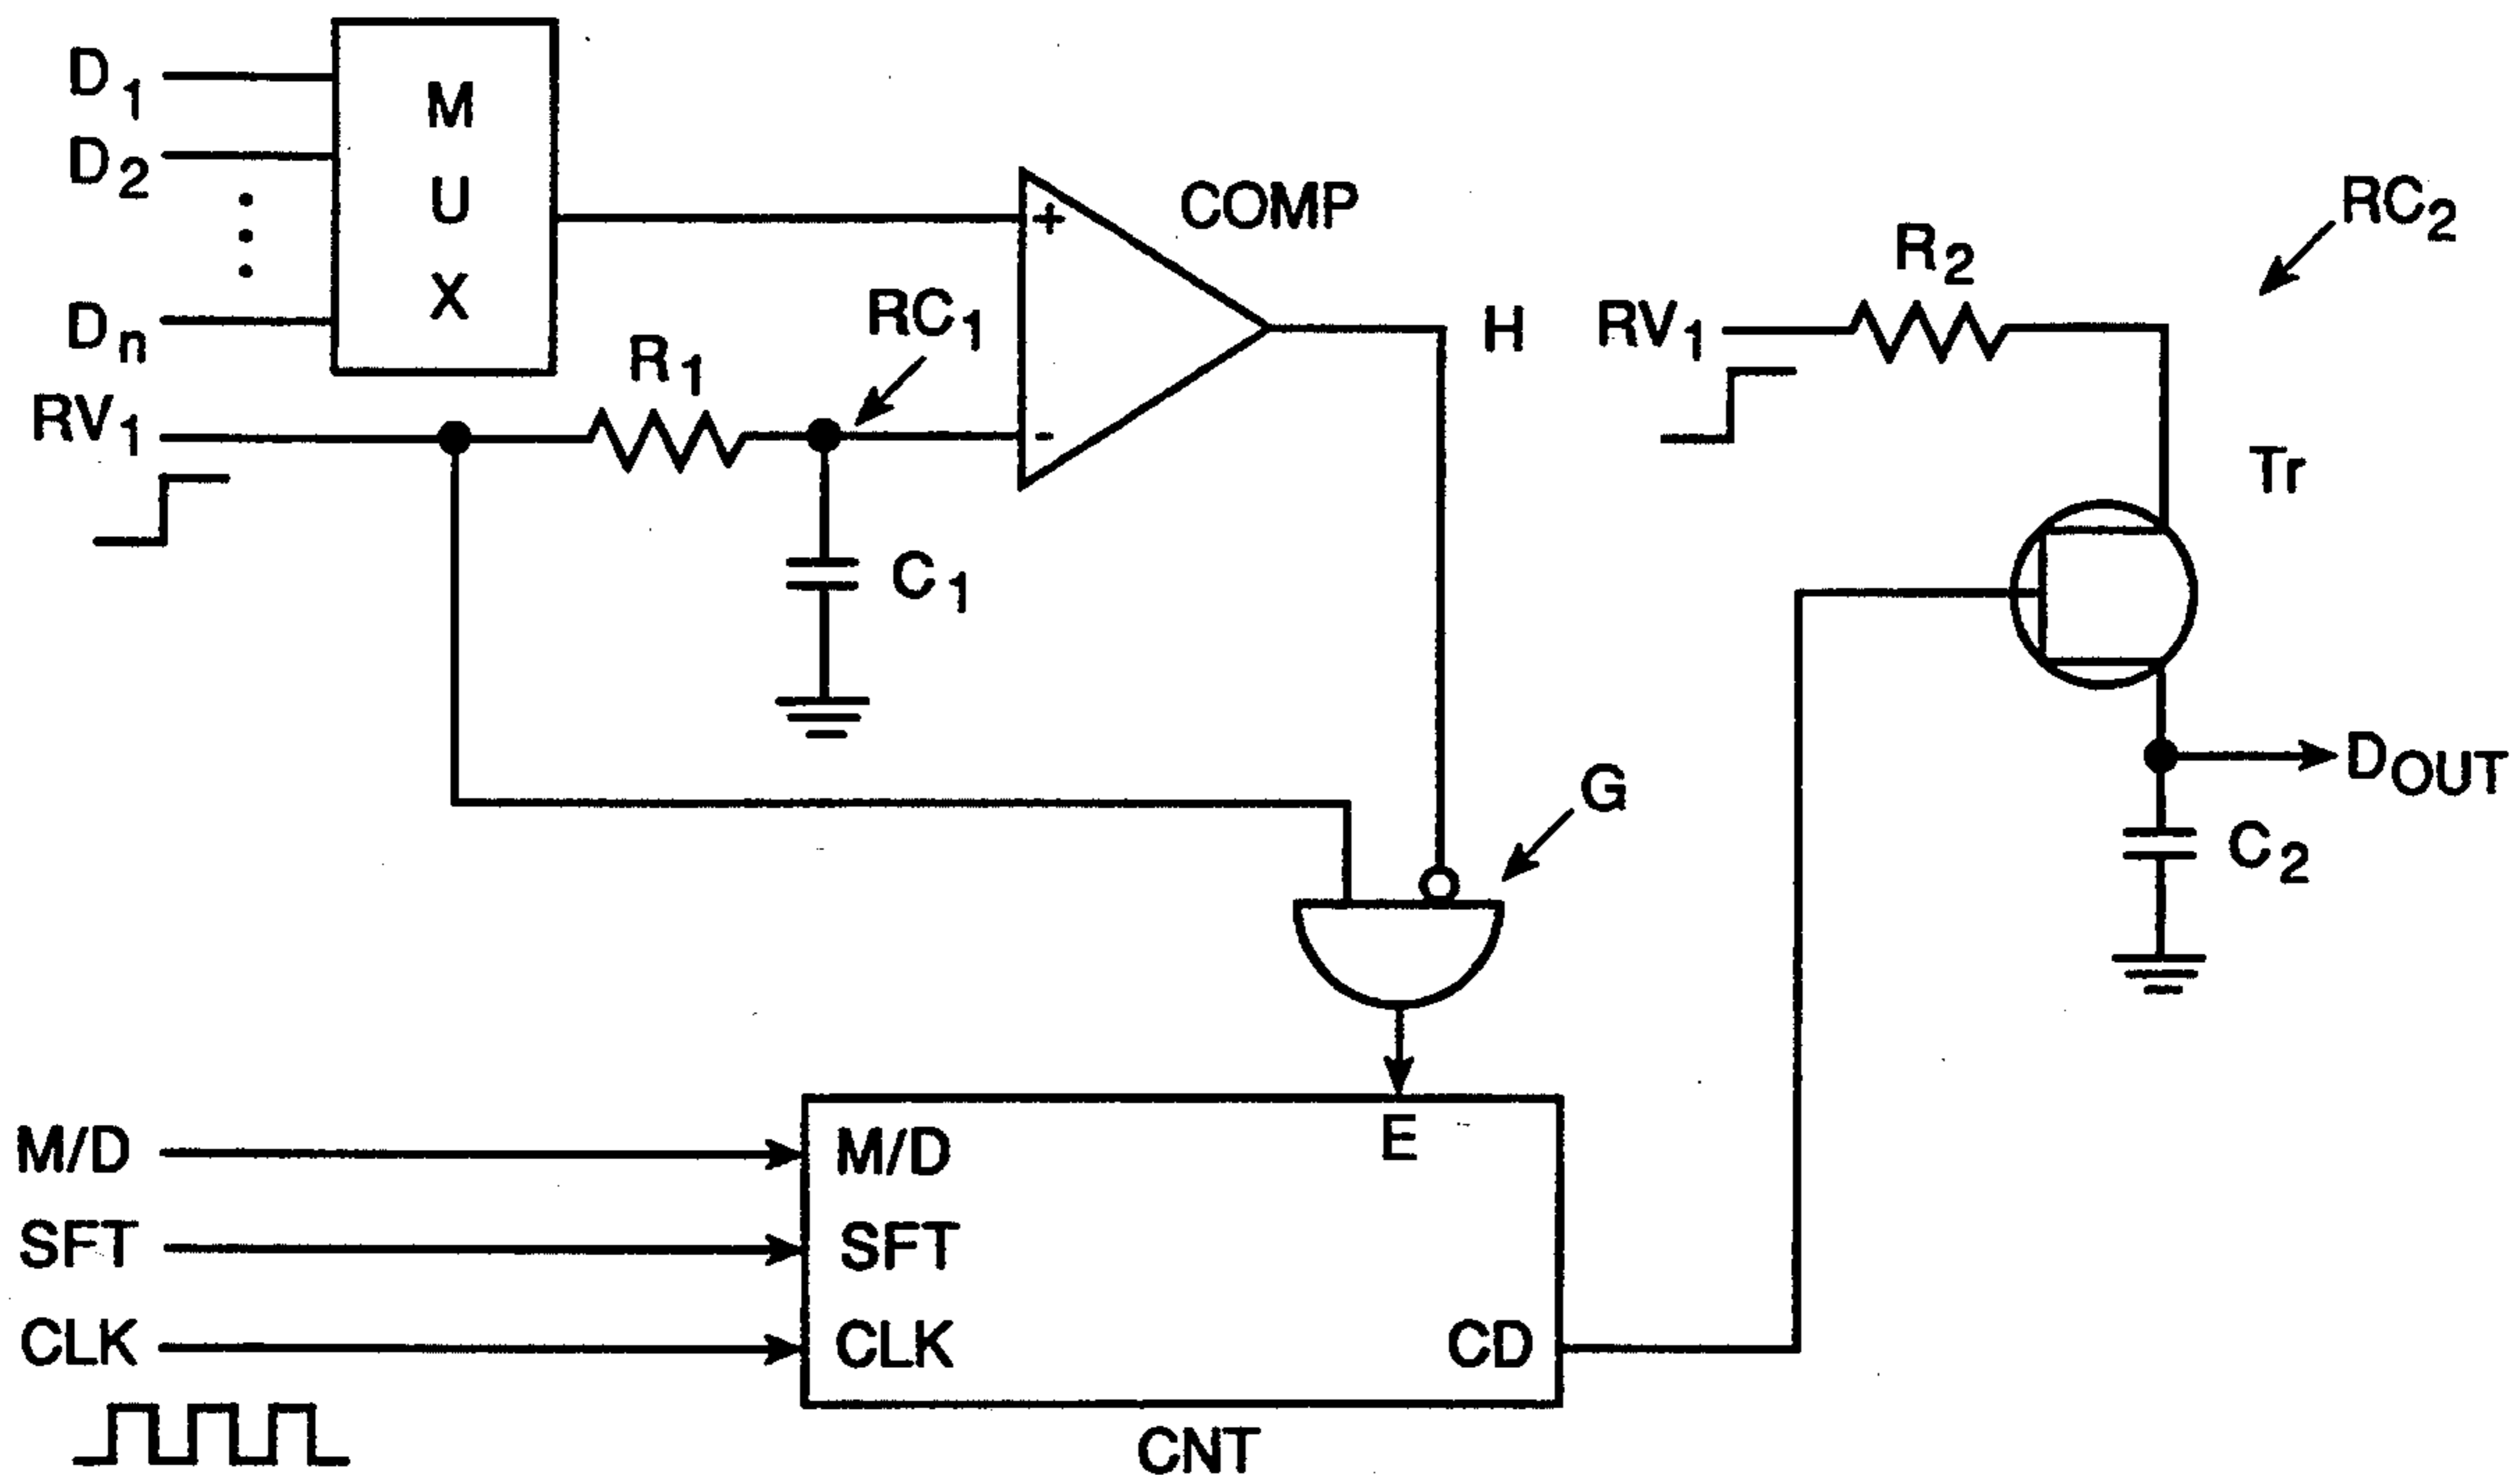 D1
D2
Dn
MUX
RV1
R1
RC1
C1
+
-
COMP
H
RV1
R2
RC2
Tr
DOUT
C2
G
M/D
SFT
CLK
E
M/D
SFT
CLK
CD
CNT